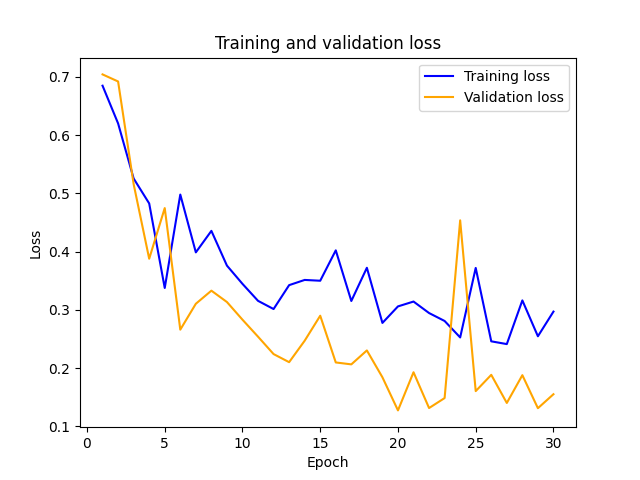 Training and validation loss
Training loss
Validation loss
0.7
0.6
0.5
0.4
0.3
0.2
0.1
Loss
0 5 10 15 20 25 30
Epoch